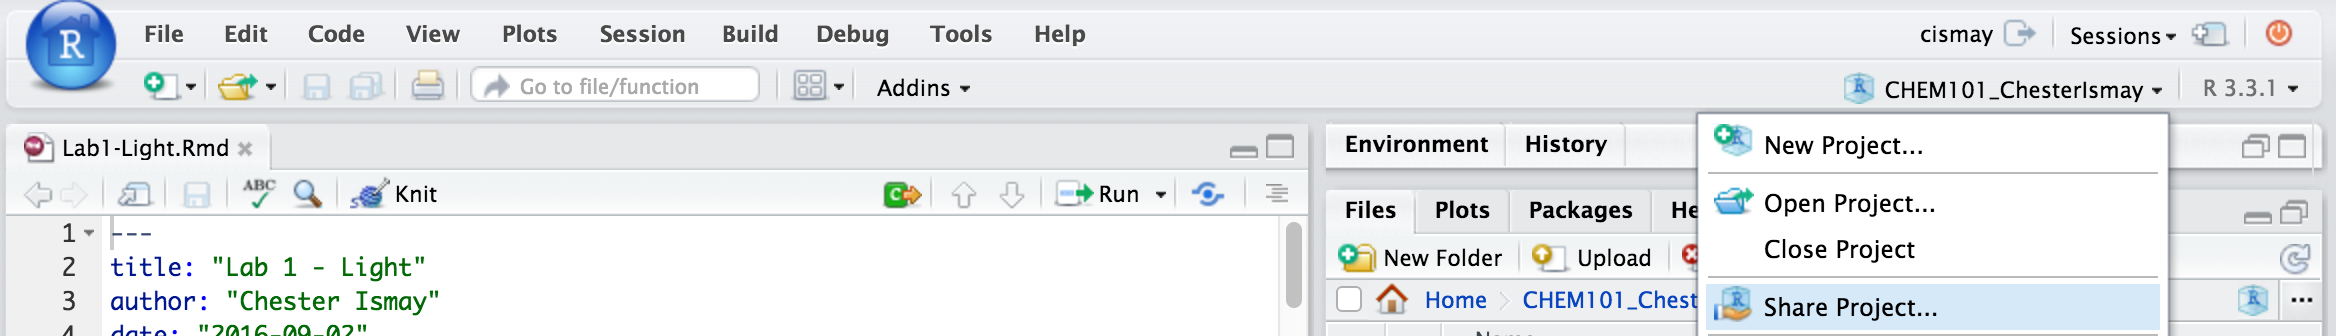 R File Edit Code View Plots Session Build Debug Tools Help cismay Sessions
Go to file/function Addins CHEM101_ChesterIsmay R 3.3.1
Lab1-Light.Rmd
ABC Knit Run
1 ---
2 title: "Lab 1 - Light"
3 author: "Chester Ismay"
4 date: "2016-09-02"
Environment History
Files Plots Packages He
New Folder Upload
Home CHEM101_Chest
Name
New Project...
Open Project...
Close Project
Share Project...